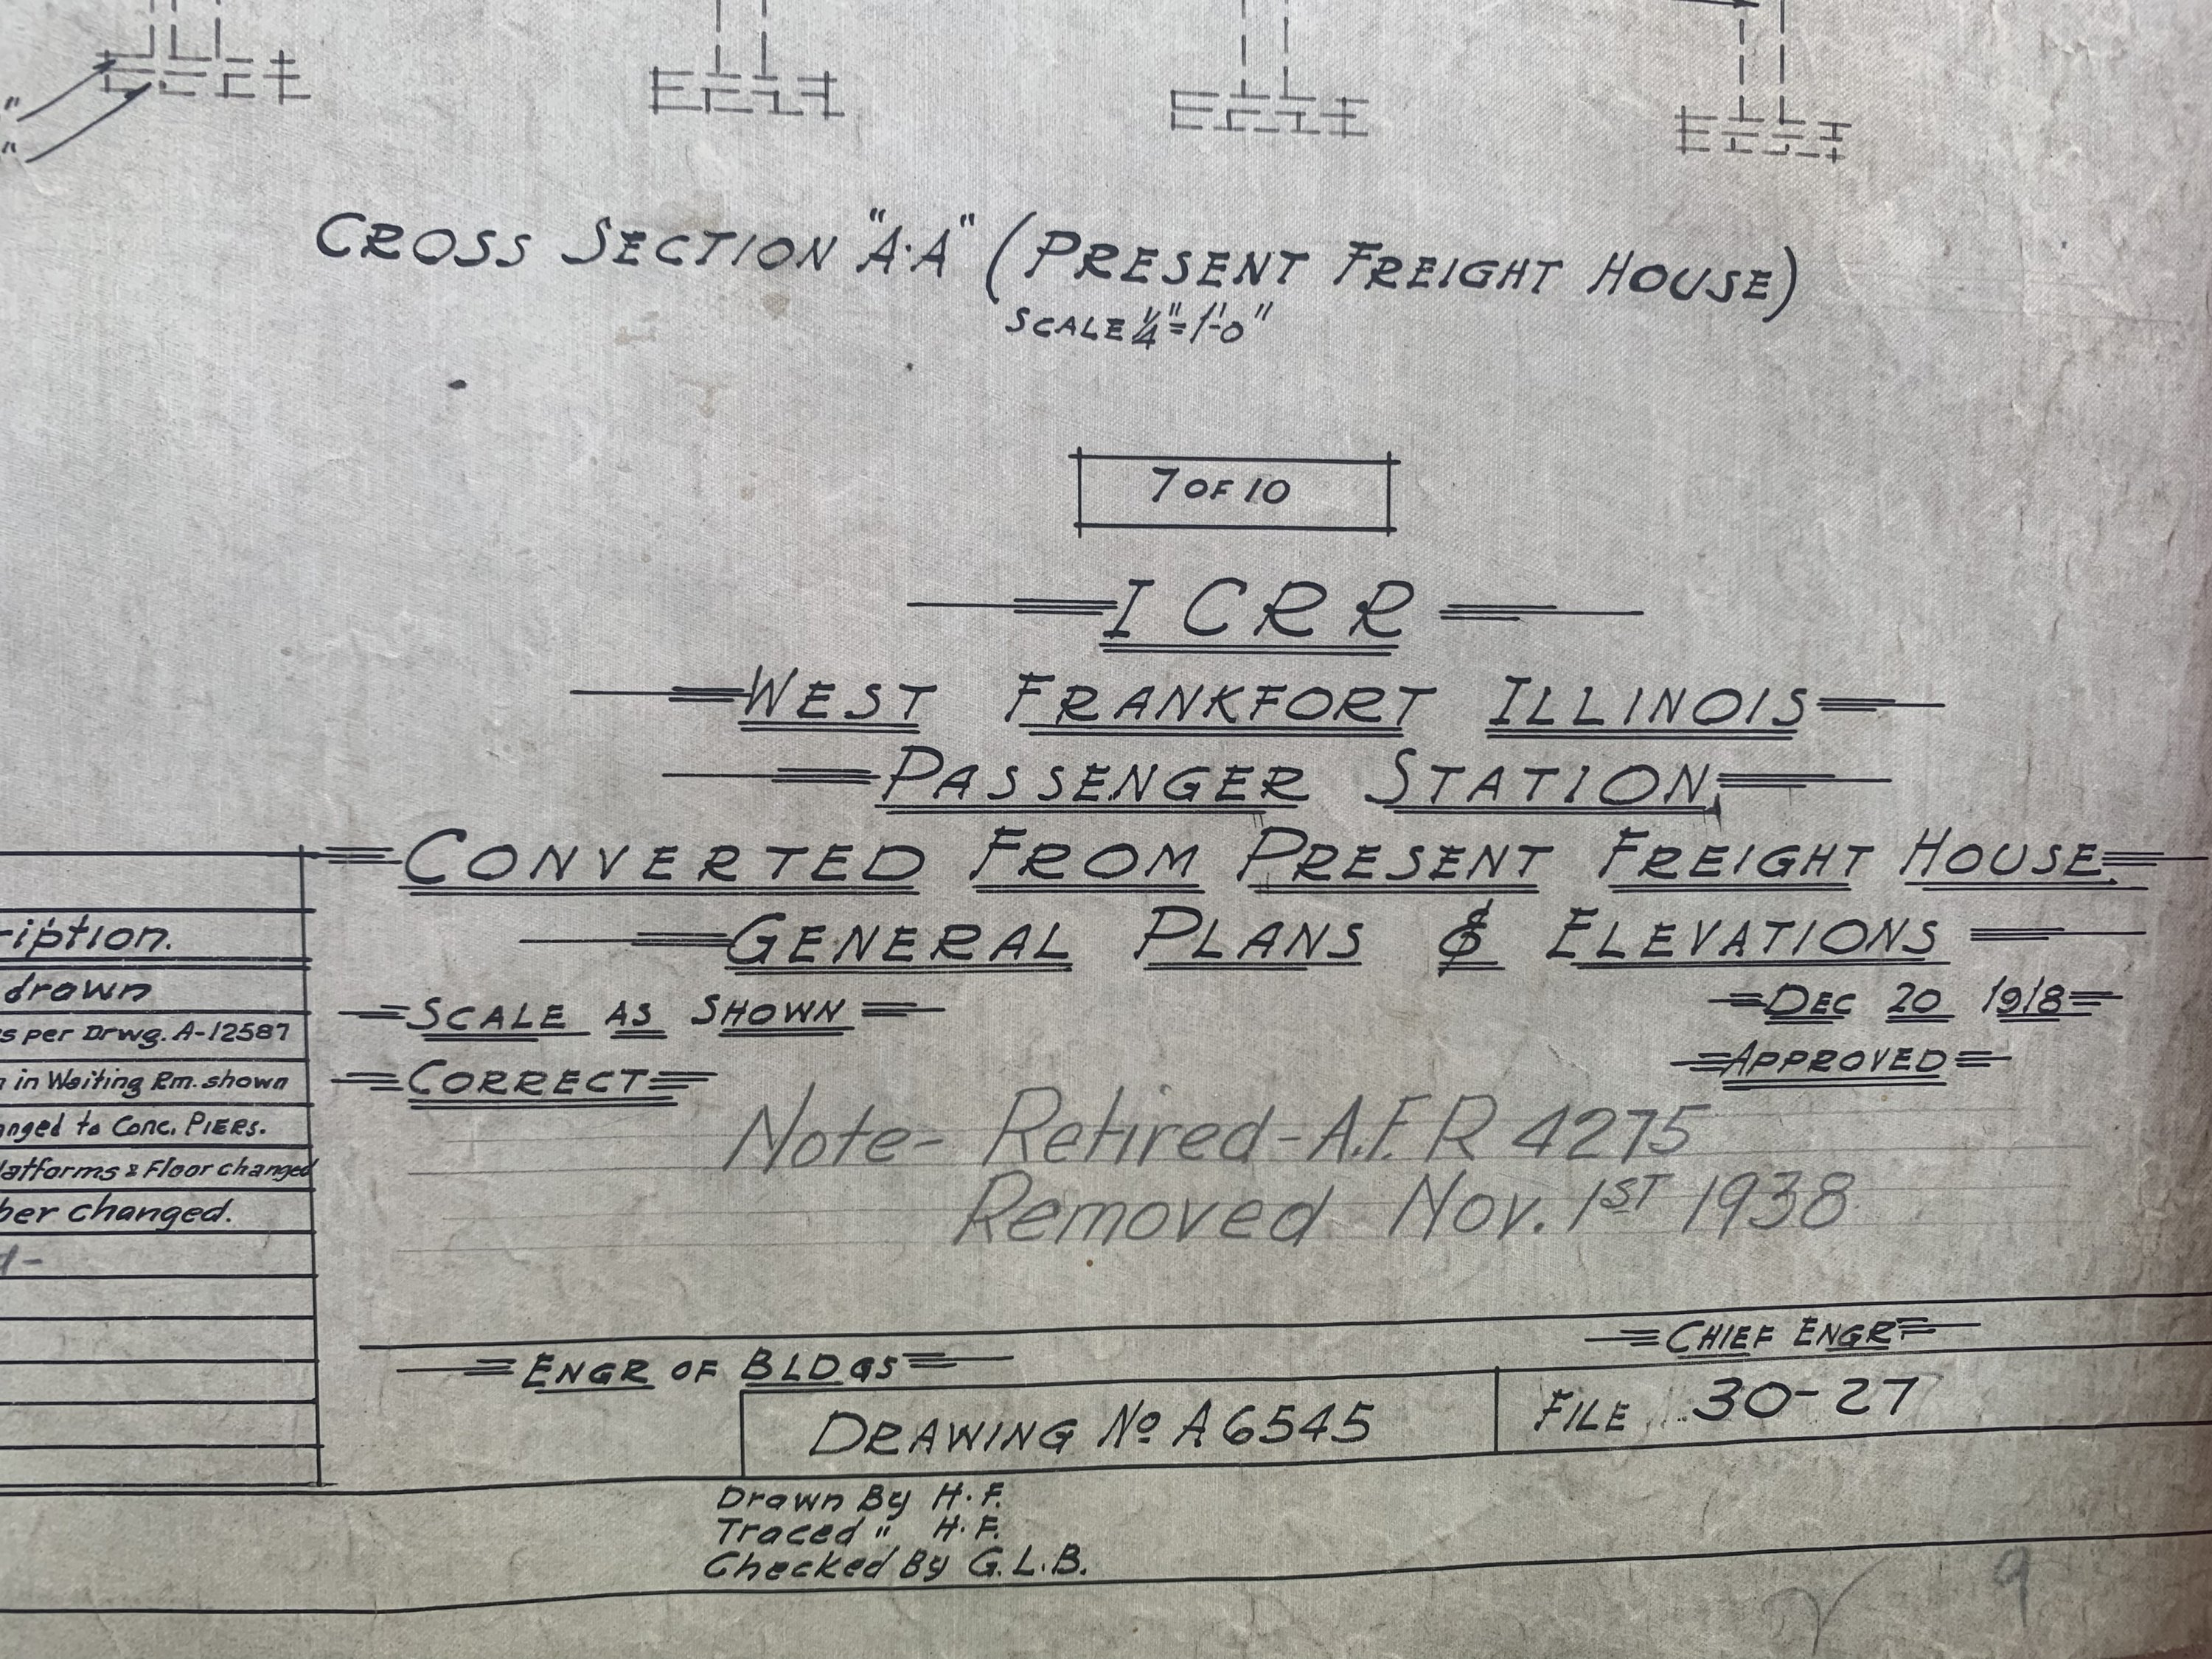 "
"
CROSS SECTION "A·A" (PRESENT FREIGHT HOUSE)
SCALE 1/4"=1'-0"
7 OF 10
I C R R
WEST FRANKFORT ILLINOIS
PASSENGER STATION
CONVERTED FROM PRESENT FREIGHT HOUSE
GENERAL PLANS & ELEVATIONS
SCALE AS SHOWN
DEC 20 1918
CORRECT
APPROVED
Note- Retired-A.F.R 4275
Removed Nov. 1ST 1938
ription.
drawn
s per Drwg. A-12587
in Waiting Rm. shown
nged to Conc. PIERS.
latforms & Floor changed
ber changed.
ENGR OF BLDGS
CHIEF ENGR
DRAWING No A6545
FILE 30-27
Drawn By H.F.
Traced " H.F.
Checked By G.L.B.
9